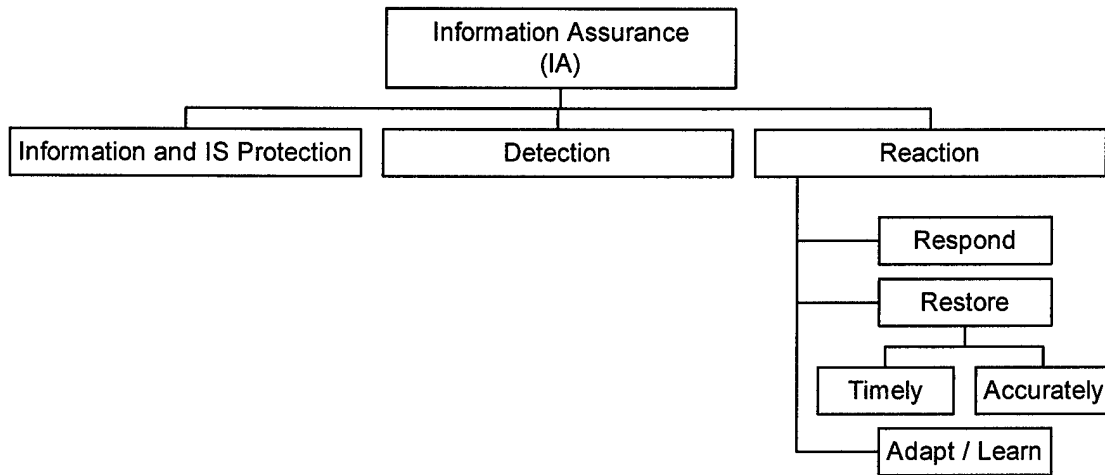 Information Assurance
(IA)
Information and IS Protection
Detection
Reaction
Respond
Restore
Timely
Accurately
Adapt / Learn